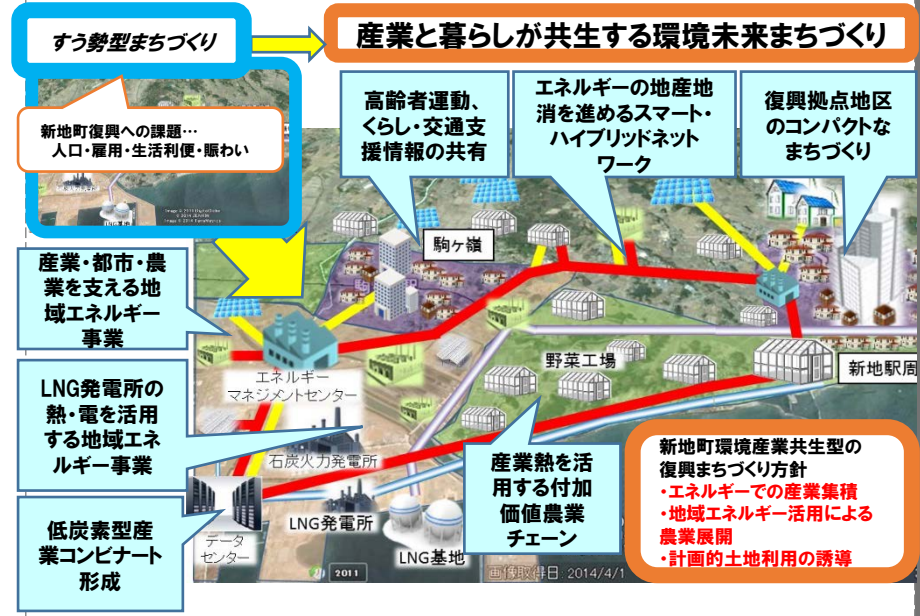 すう勢型まちづくり
産業と暮らしが共生する環境未来まちづくり
新地町復興への課題…
人口・雇用・生活利便・賑わい
高齢者運動、
くらし・交通支
援情報の共有
エネルギーの地産地
消を進めるスマート・
ハイブリッドネット
ワーク
復興拠点地区
のコンパクトな
まちづくり
LNG基地
駒ヶ嶺
産業・都市・農
業を支える地
域エネルギー
事業
エネルギー
マネジメントセンター
野菜工場
新地駅周
LNG発電所の
熱・電を活用
する地域エネ
ルギー事業
石炭火力発電所
産業熱を活
用する付加
価値農業
チェーン
新地町環境産業共生型の
復興まちづくり方針
・エネルギーでの産業集積
・地域エネルギー活用による
農業展開
・計画的土地利用の誘導
低炭素型産
業コンビナート
形成
データ
センター
LNG発電所
LNG基地
2011
画像取得日: 2014/4/1